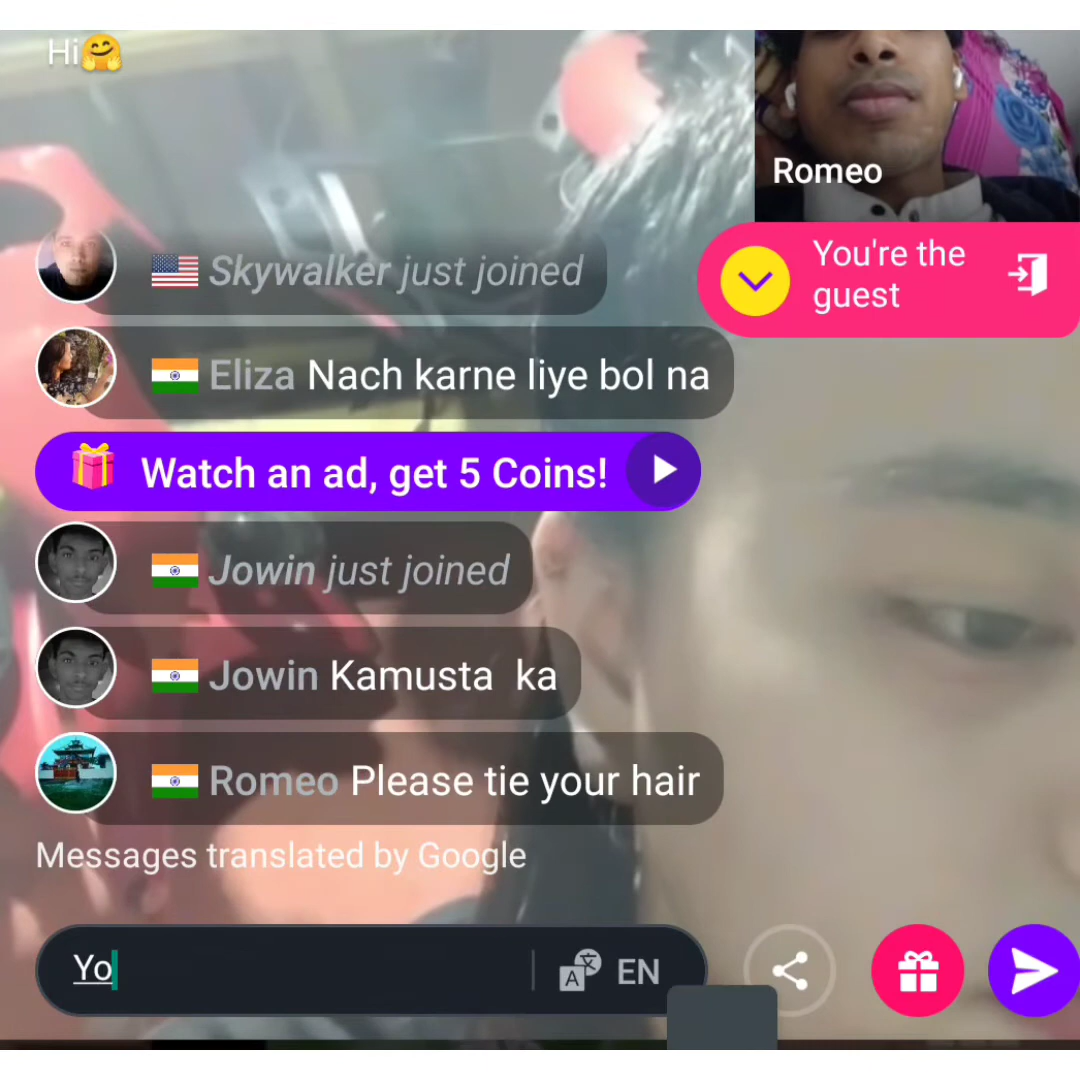 Hi🤗
Romeo
You're the
guest
Skywalker just joined
Eliza Nach karne liye bol na
Watch an ad, get 5 Coins!
Jowin just joined
Jowin Kamusta ka
Romeo Please tie your hair
Messages translated by Google
Yo
文A EN